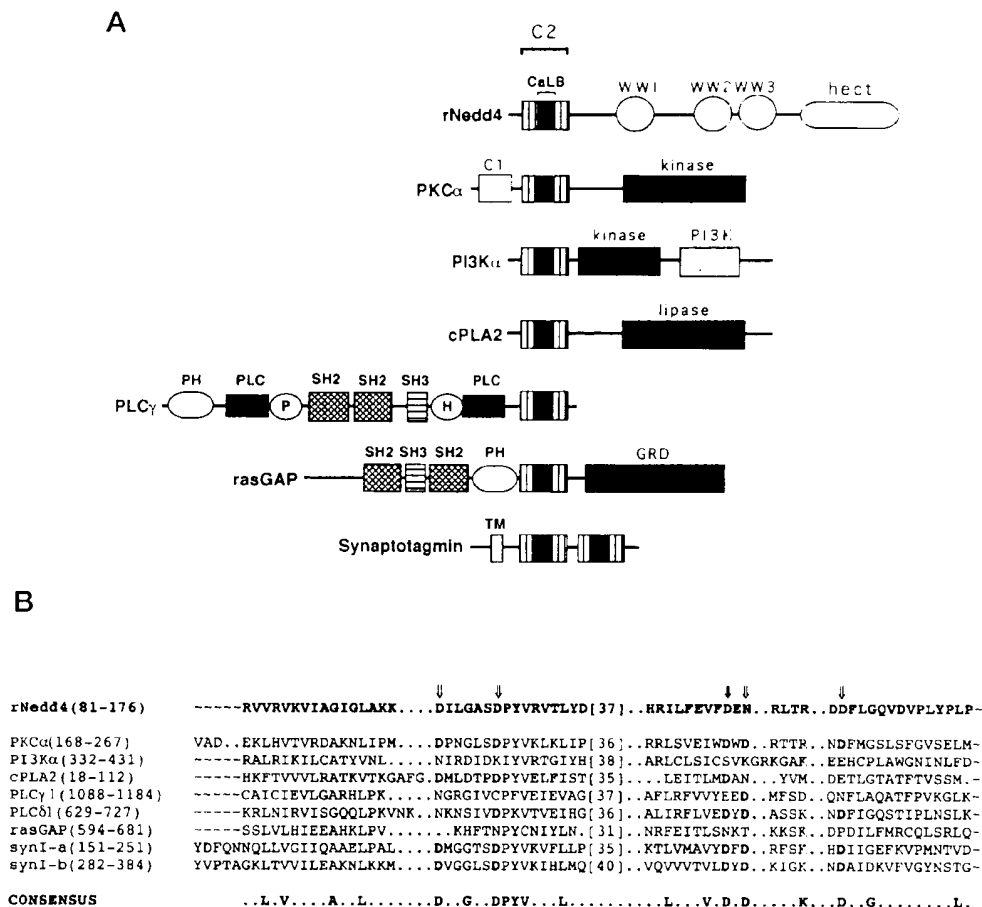 A
C2
CaLB
WW1 WW2 WW3 hect
rNedd4
C1 kinase
PKCα
kinase PI3K
PI3Kα
lipase
cPLA2
PH PLC SH2 SH2 SH3 PLC
PLCγ P H
SH2 SH3 SH2 PH GRD
rasGAP
TM
Synaptotagmin
B
⇓ ⇓ ↓ ⇓ ⇓
rNedd4(81-176) -----RVVRVKVIAGIGLAKK....DILGASDPYVRVTLYD[37]..HRILFEVFDEN..RLTR..DDFLGQVDVPLYPLP~
PKCα(168-267) VAD..EKLHVTVRDAKNLIPM....DPNGLSDPYVKLKLIP[36]..RRLSVEIWDWD..RTTR..NDFMGSLSFGVSELM~
PI3Kα(332-431) -----RALRIKILCATYVNL.....NIRDIDKIYVRTGIYH[38]..ARLCLSICSVKGRKGAF..EEHCPLAWGNINLFD~
cPLA2(18-112) -----HKFTVVVLRATKVTKGAFG.DMLDTPDPYVELFIST[35]....LEITLMDAN..YVM..DETLGTATFTVSSM.~
PLCγ1(1088-1184) -----CAICIEVLGARHLPK.....NGRGIVCPFVEIEVAG[37]..AFLRFVVYEED..MFSD..QNFLAQATFPVKGLK~
PLCδ1(629-727) -----KRLNIRVISGQQLPKVNK..NKNSIVDPKVTVEIHG[36]..ALIRFLVEDYD..ASSK..NDFIGQSTIPLNSLK~
rasGAP(594-681) -----SSLVLHIEEAHKLPV......KHFTNPYCNIYLN.[31]..NRFEITLSNKT..KKSK..DPDILFMRCQLSRLQ~
synI-a(151-251) YDFQNNQLLVGIIQAAELPAL....DMGGTSDPYVKVFLLP[35]..KTLVMAVYDFD..RFSF..HDIIGEFKVPMNTVD~
synI-b(282-384) YVPTAGKLTVVILEAKNLKKM....DVGGLSDPYVKIHLMQ[40]..VQVVVTVLDYD..KIGK..NDAIDKVFVGYNSTG~
CONSENSUS ..L.V....A..L.......D..G..DPYV...L..........L...V.D.D.....K..D..G........L.